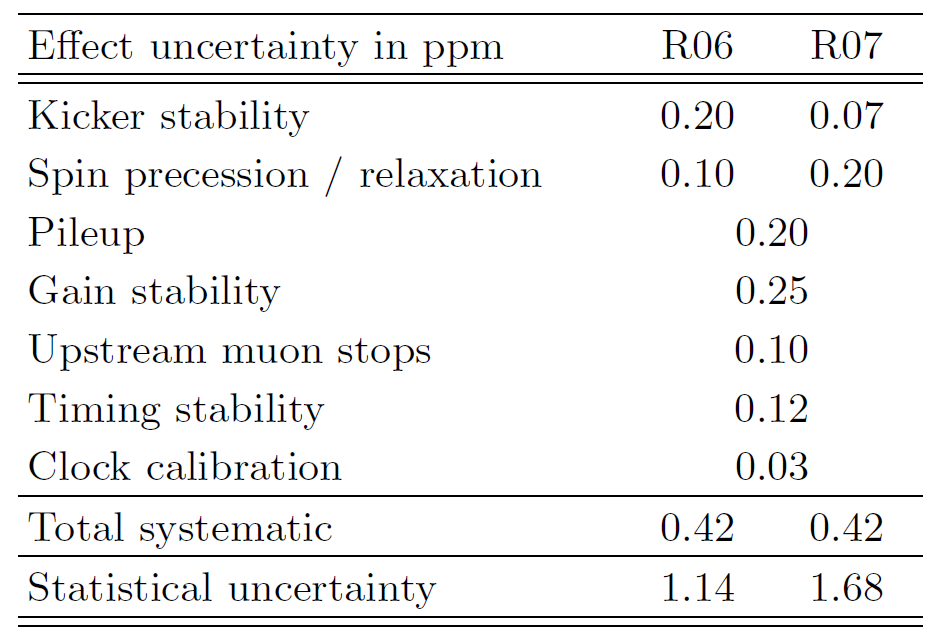 Effect uncertainty in ppm R06 R07
Kicker stability 0.20 0.07
Spin precession / relaxation 0.10 0.20
Pileup 0.20
Gain stability 0.25
Upstream muon stops 0.10
Timing stability 0.12
Clock calibration 0.03
Total systematic 0.42 0.42
Statistical uncertainty 1.14 1.68